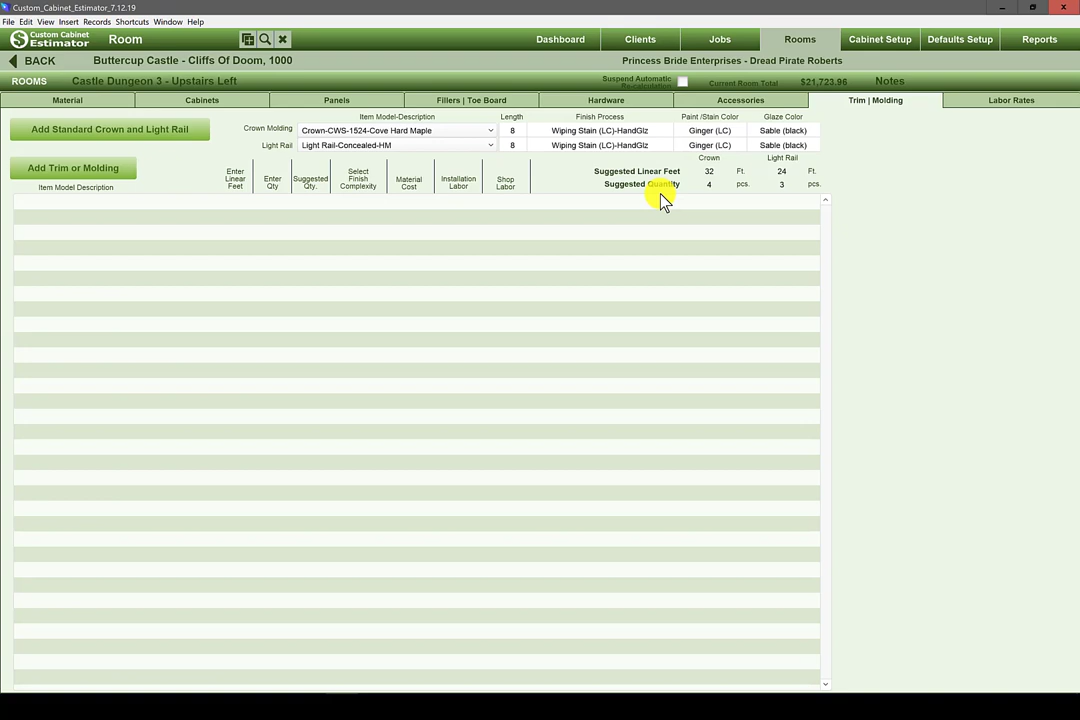 Custom_Cabinet_Estimator_7.12.19
File Edit View Insert Records Shortcuts Window Help
Custom Cabinet Estimator Room Dashboard Clients Jobs Rooms Cabinet Setup Defaults Setup Reports
BACK Buttercup Castle - Cliffs Of Doom, 1000 Princess Bride Enterprises - Dread Pirate Roberts
ROOMS Castle Dungeon 3 - Upstairs Left Suspend Automatic Re-calculation Current Room Total $21,723.96 Notes
Material Cabinets Panels Fillers | Toe Board Hardware Accessories Trim | Molding Labor Rates
Item Model-Description Length Finish Process Paint /Stain Color Glaze Color
Add Standard Crown and Light Rail Crown Molding Crown-CWS-1524-Cove Hard Maple 8 Wiping Stain (LC)-HandGlz Ginger (LC) Sable (black)
Light Rail Light Rail-Concealed-HM 8 Wiping Stain (LC)-HandGlz Ginger (LC) Sable (black)
Crown Light Rail
Add Trim or Molding Enter Linear Feet Enter Qty Suggested Qty. Select Finish Complexity Material Cost Installation Labor Shop Labor Suggested Linear Feet 32 Ft. 24 Ft.
Item Model Description Suggested Quantity 4 pcs. 3 pcs.